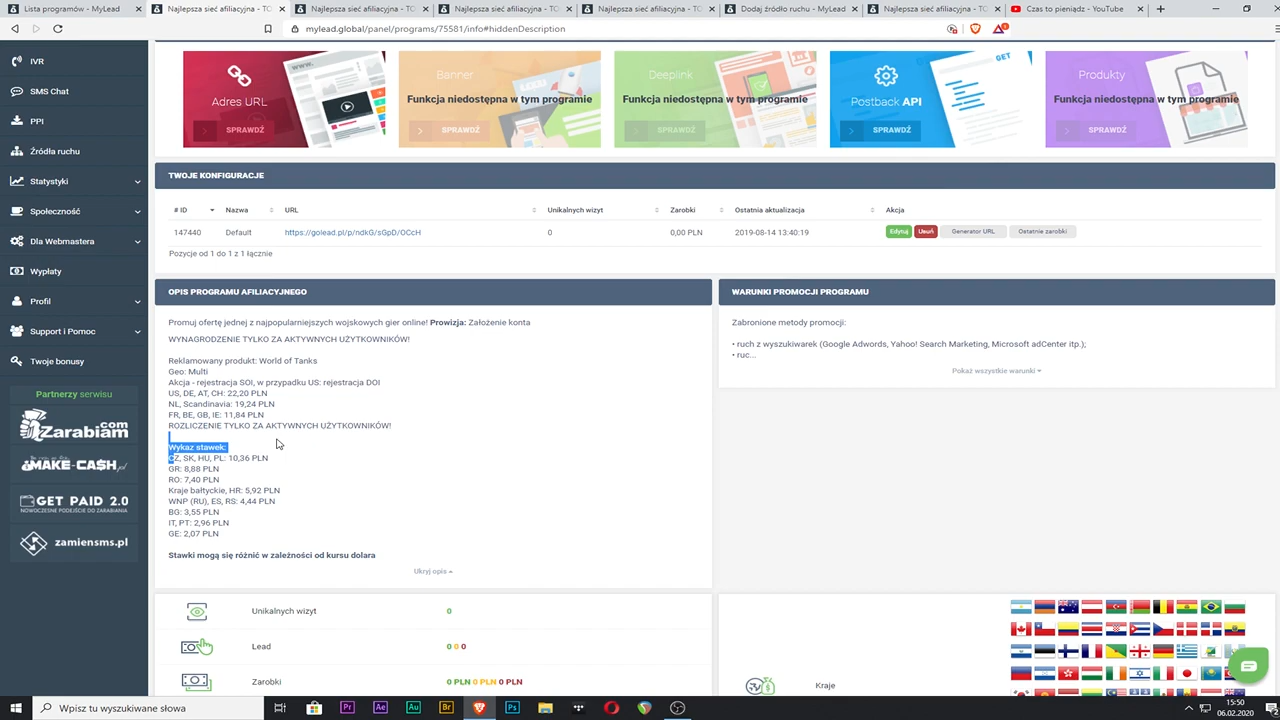 Lista programów - MyLead
Najlepsza sieć afiliacyjna - TO
Najlepsza sieć afiliacyjna - TO
Najlepsza sieć afiliacyjna - TO
Najlepsza sieć afiliacyjna - TO
Dodaj źródło ruchu - MyLead
Najlepsza sieć afiliacyjna - TO
Czas to pieniądz - YouTube
mylead.global/panel/programs/75581/info#hiddenDescription
IVR
SMS Chat
PPI
Źródła ruchu
Statystyki
Społeczność
Dla Webmastera
Wypłaty
Profil
Support i Pomoc
Twoje bonusy
Partnerzy serwisu
Zarabiam.com
MAKE-CASH.pl
GET PAID 2.0
NOWOCZESNE PODEJŚCIE DO ZARABIANIA
zamiensms.pl
Adres URL
SPRAWDŹ
Banner
Funkcja niedostępna w tym programie
SPRAWDŹ
Deeplink
Funkcja niedostępna w tym programie
SPRAWDŹ
GET
Postback API
SPRAWDŹ
Produkty
Funkcja niedostępna w tym programie
SPRAWDŹ
TWOJE KONFIGURACJE
# ID Nazwa URL Unikalnych wizyt Zarobki Ostatnia aktualizacja Akcja
147440 Default https://golead.pl/p/ndkG/sGpD/OCcH 0 0,00 PLN 2019-08-14 13:40:19 Edytuj Usuń Generator URL Ostatnie zarobki
Pozycje od 1 do 1 z 1 łącznie
OPIS PROGRAMU AFILIACYJNEGO
Promuj ofertę jednej z najpopularniejszych wojskowych gier online! Prowizja: Założenie konta
WYNAGRODZENIE TYLKO ZA AKTYWNYCH UŻYTKOWNIKÓW!
Reklamowany produkt: World of Tanks
Geo: Multi
Akcja - rejestracja SOI, w przypadku US: rejestracja DOI
US, DE, AT, CH: 22,20 PLN
NL, Scandinavia: 19,24 PLN
FR, BE, GB, IE: 11,84 PLN
ROZLICZENIE TYLKO ZA AKTYWNYCH UŻYTKOWNIKÓW!
Wykaz stawek:
CZ, SK, HU, PL: 10,36 PLN
GR: 8,88 PLN
RO: 7,40 PLN
Kraje bałtyckie, HR: 5,92 PLN
WNP (RU), ES, RS: 4,44 PLN
BG: 3,55 PLN
IT, PT: 2,96 PLN
GE: 2,07 PLN
Stawki mogą się różnić w zależności od kursu dolara
Ukryj opis
WARUNKI PROMOCJI PROGRAMU
Zabronione metody promocji:
• ruch z wyszukiwarek (Google Adwords, Yahoo! Search Marketing, Microsoft adCenter itp.);
• ruc...
Pokaż wszystkie warunki
Unikalnych wizyt 0
Lead 0 0 0
Zarobki 0 PLN 0 PLN 0 PLN
Kraje
Wpisz tu wyszukiwane słowa
Pr
Ae
Au
Br
Ps
15:50
06.02.2020